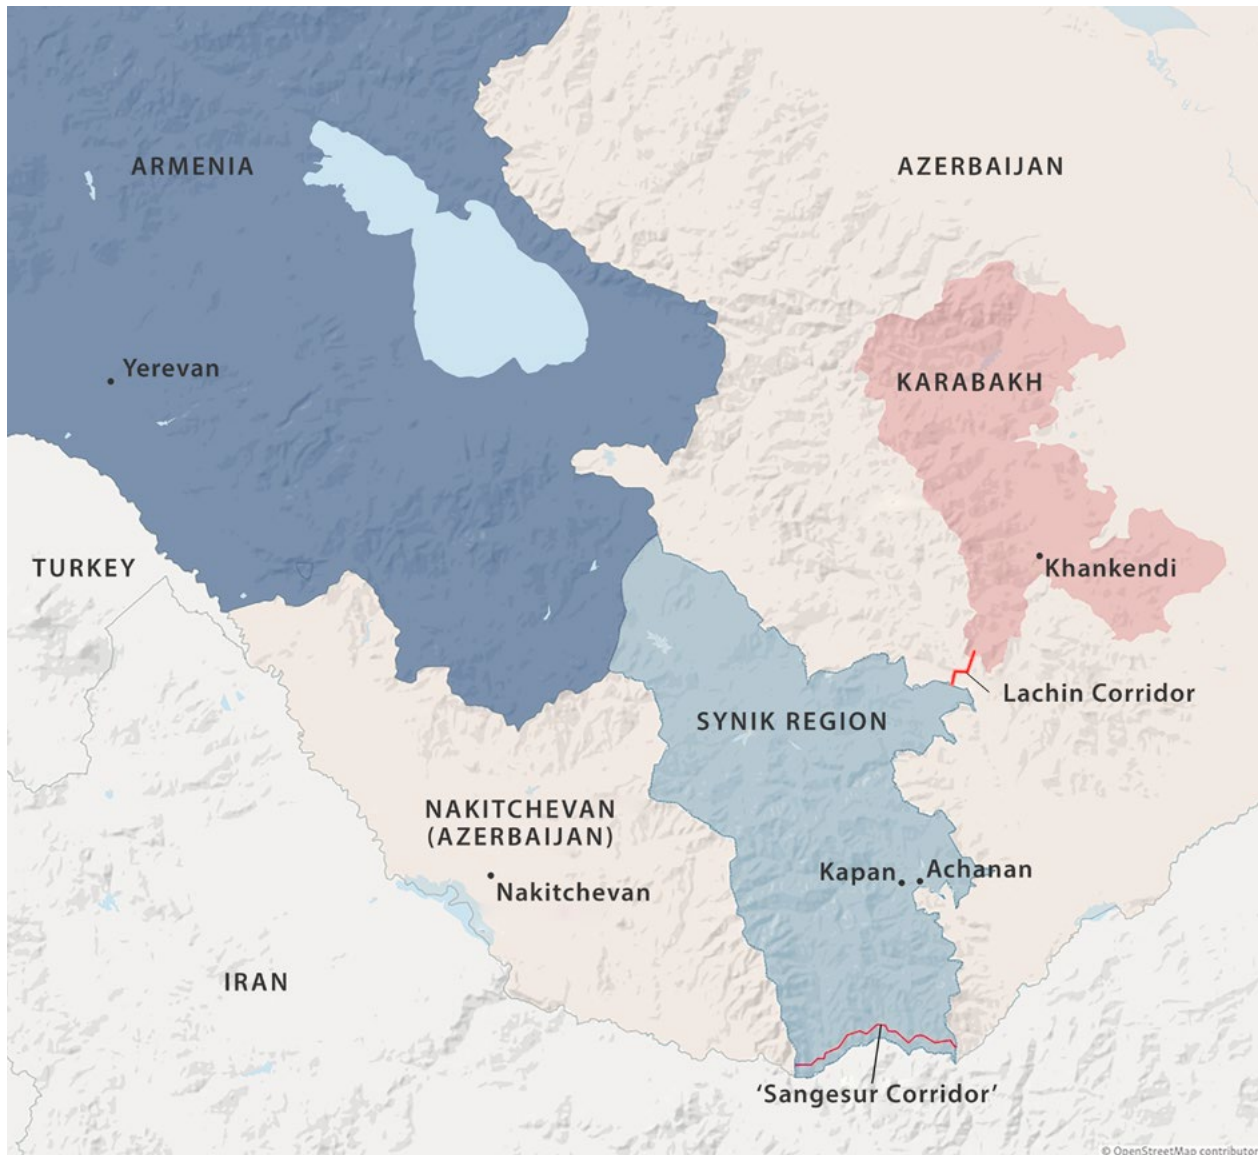 ARMENIA
AZERBAIJAN
Yerevan
KARABAKH
TURKEY
Khankendi
Lachin Corridor
SYNIK REGION
NAKITCHEVAN
(AZERBAIJAN)
Kapan
Achanan
Nakitchevan
IRAN
‘Sangesur Corridor’
© OpenStreetMap contributor